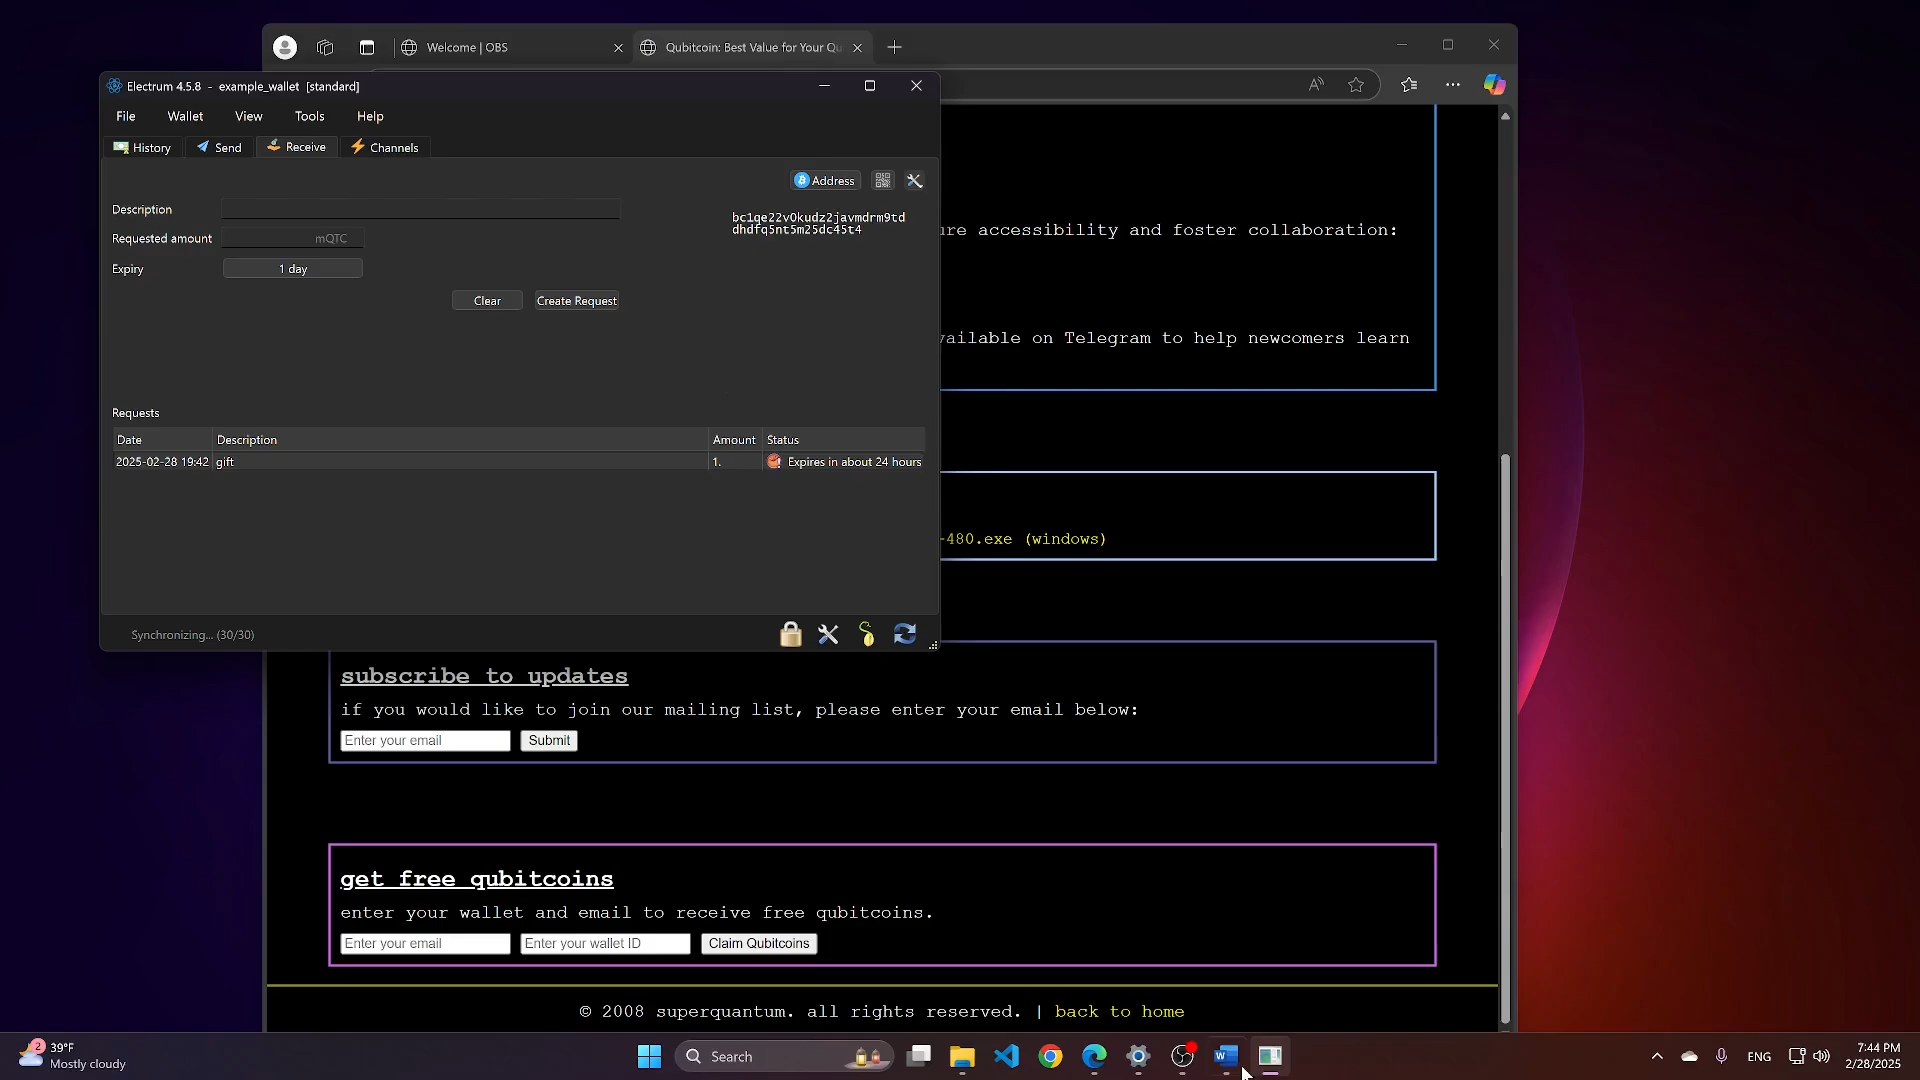 Welcome | OBS
Qubitcoin: Best Value for Your Qu
Electrum 4.5.8 - example_wallet [standard]
File Wallet View Tools Help
History Send Receive Channels
Address
Description
bc1qe22v0kudz2javmdrm9td
dhdfq5nt5m25dc45t4
Requested amount mQTC
Expiry 1 day
Clear Create Request
ure accessibility and foster collaboration:
vailable on Telegram to help newcomers learn
Requests
Date Description Amount Status
2025-02-28 19:42 gift 1. Expires in about 24 hours
-480.exe (windows)
Synchronizing... (30/30)
subscribe to updates
if you would like to join our mailing list, please enter your email below:
Enter your email Submit
get free qubitcoins
enter your wallet and email to receive free qubitcoins.
Enter your email Enter your wallet ID Claim Qubitcoins
© 2008 superquantum. all rights reserved. | back to home
2
39°F
Mostly cloudy
Search
ENG
7:44 PM
2/28/2025